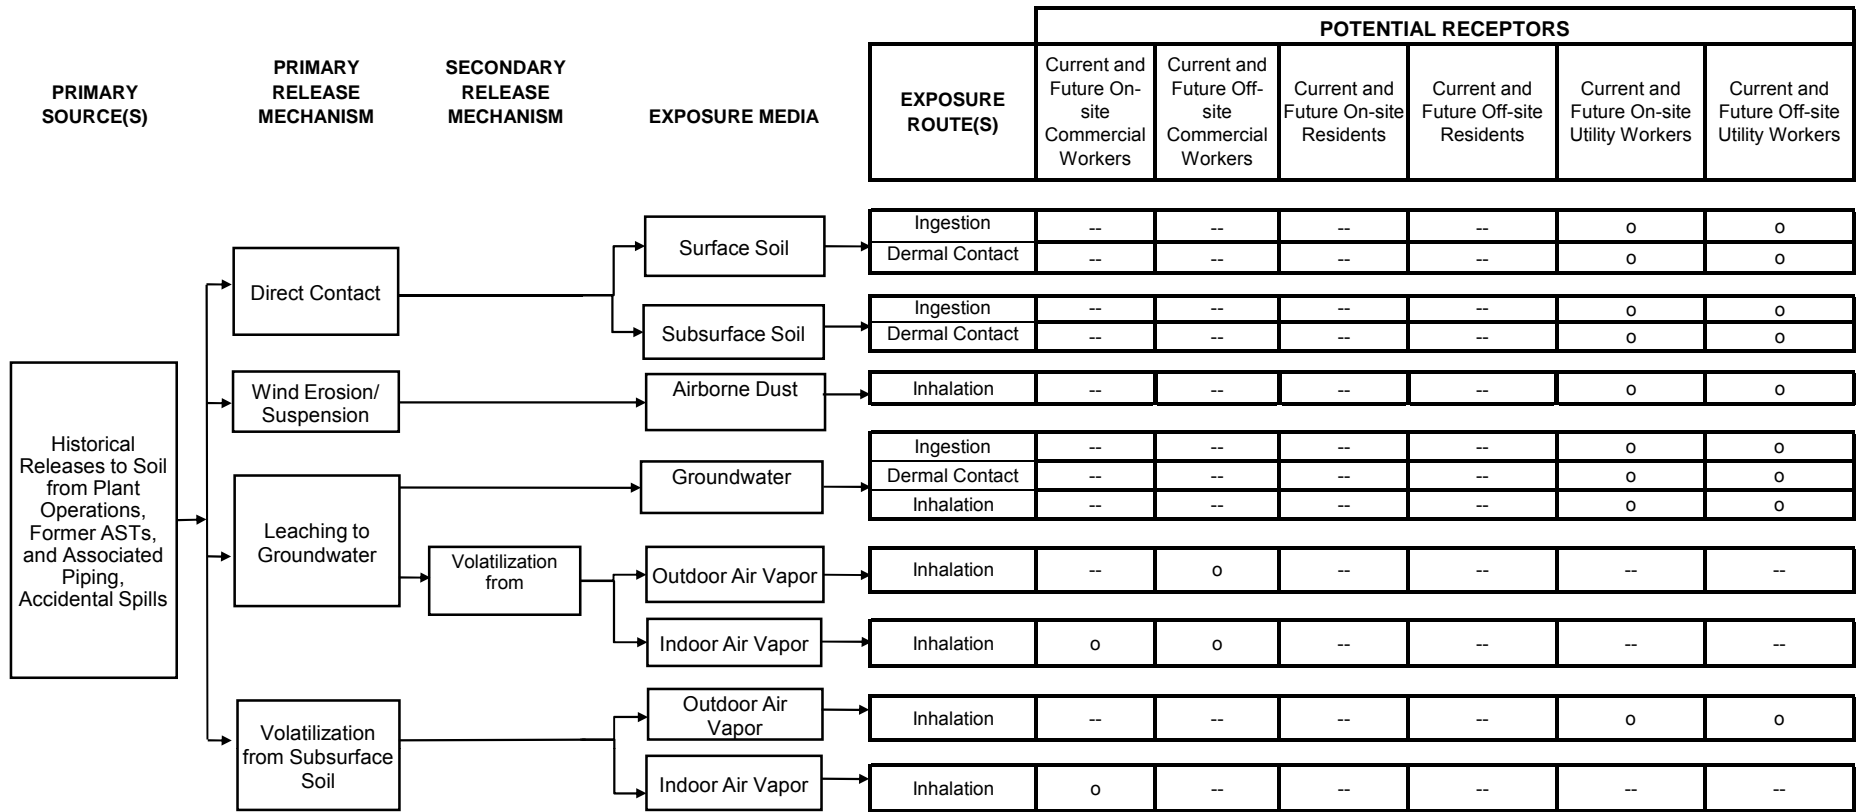 POTENTIAL RECEPTORS
PRIMARY
SOURCE(S)
PRIMARY
RELEASE
MECHANISM
SECONDARY
RELEASE
MECHANISM
EXPOSURE MEDIA
EXPOSURE
ROUTE(S)
Current and
Future On-
site
Commercial
Workers
Current and
Future Off-
site
Commercial
Workers
Current and
Future On-site
Residents
Current and
Future Off-site
Residents
Current and
Future On-site
Utility Workers
Current and
Future Off-site
Utility Workers
Historical
Releases to Soil
from Plant
Operations,
Former ASTs,
and Associated
Piping,
Accidental Spills
Direct Contact
Surface Soil
Ingestion -- -- -- -- o o
Dermal Contact -- -- -- -- o o
Subsurface Soil
Ingestion -- -- -- -- o o
Dermal Contact -- -- -- -- o o
Wind Erosion/
Suspension
Airborne Dust
Inhalation -- -- -- -- o o
Leaching to
Groundwater
Groundwater
Ingestion -- -- -- -- o o
Dermal Contact -- -- -- -- o o
Inhalation -- -- -- -- o o
Volatilization
from
Outdoor Air Vapor
Inhalation -- o -- -- -- --
Indoor Air Vapor
Inhalation o o -- -- -- --
Volatilization
from Subsurface
Soil
Outdoor Air
Vapor
Inhalation -- -- -- -- o o
Indoor Air Vapor
Inhalation o -- -- -- -- --